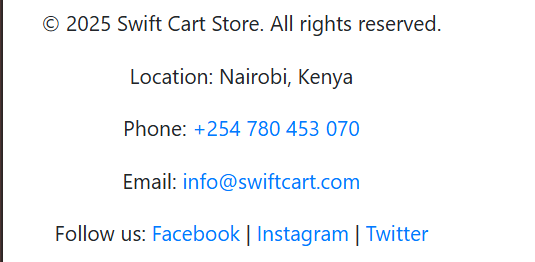 © 2025 Swift Cart Store. All rights reserved.
Location: Nairobi, Kenya
Phone: +254 780 453 070
Email: info@swiftcart.com
Follow us: Facebook | Instagram | Twitter